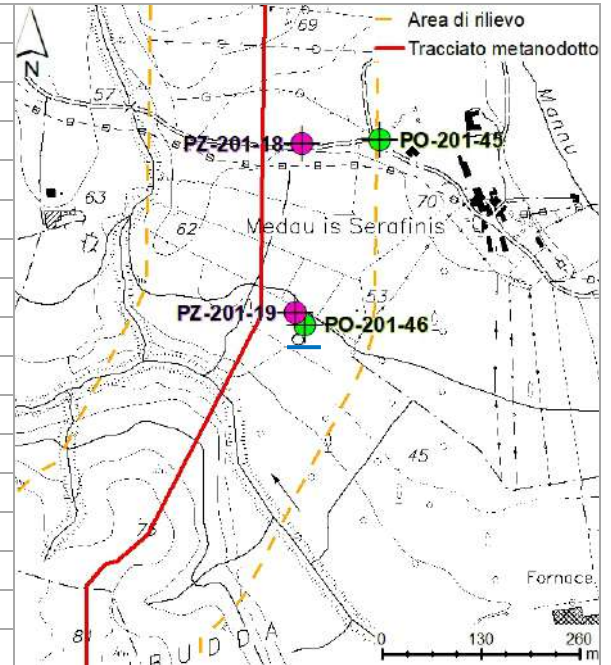 Area di rilievo
Tracciato metanodotto
N
69
57
Mannu
PZ-201-18
PO-201-45
63
62
70
Medau is Serafinis
53
PZ-201-19
PO-201-46
45
76
Fornace
81
BUDDA
0 130 260
m